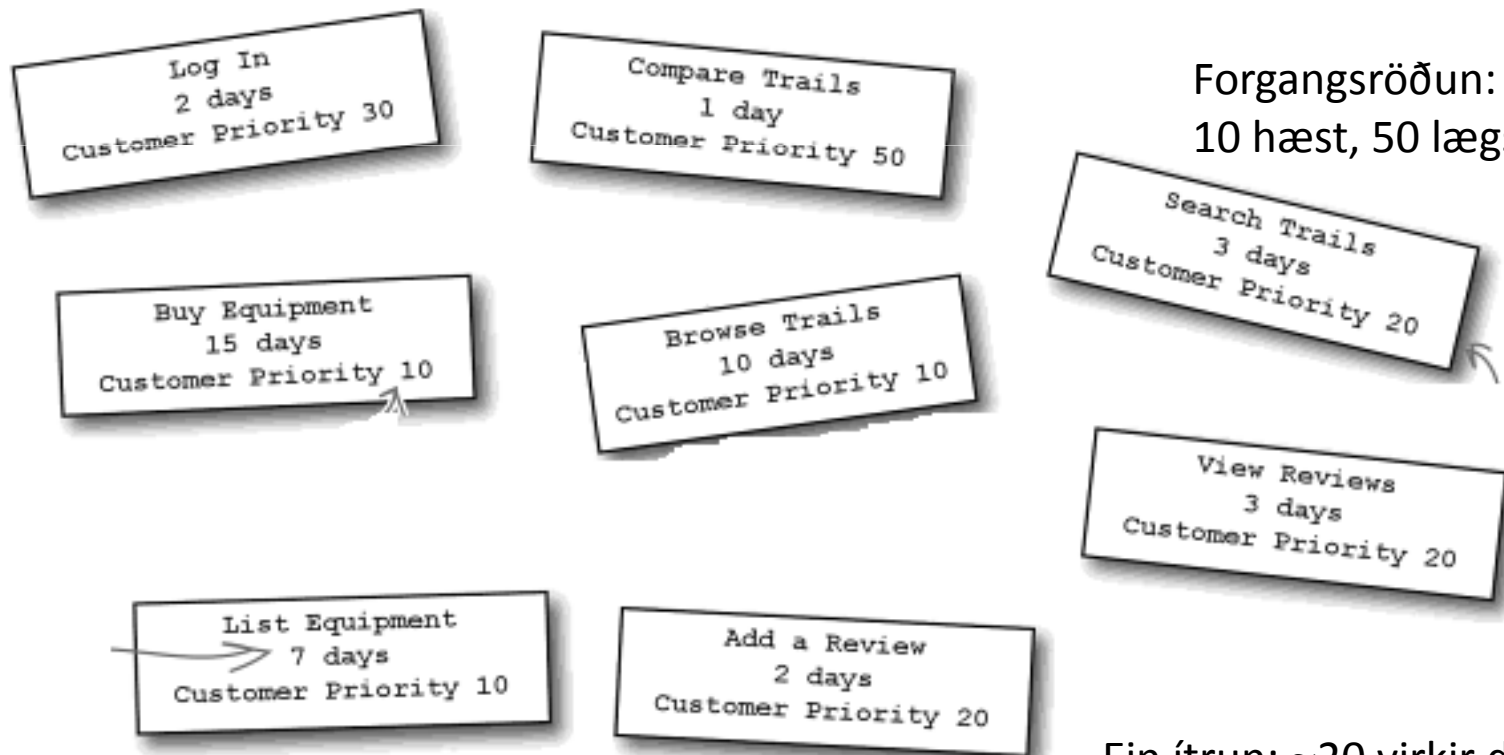 Log In
2 days
Customer Priority 30
Compare Trails
1 day
Customer Priority 50
Forgangsröðun:
10 hæst, 50
Search Trails
3 days
Customer Priority 20
Buy Equipment
15 days
Customer Priority 10
Browse Trails
10 days
Customer Priority 10
View Reviews
3 days
Customer Priority 20
List Equipment
7 days
Customer Priority 10
Add a Review
2 days
Customer Priority 20